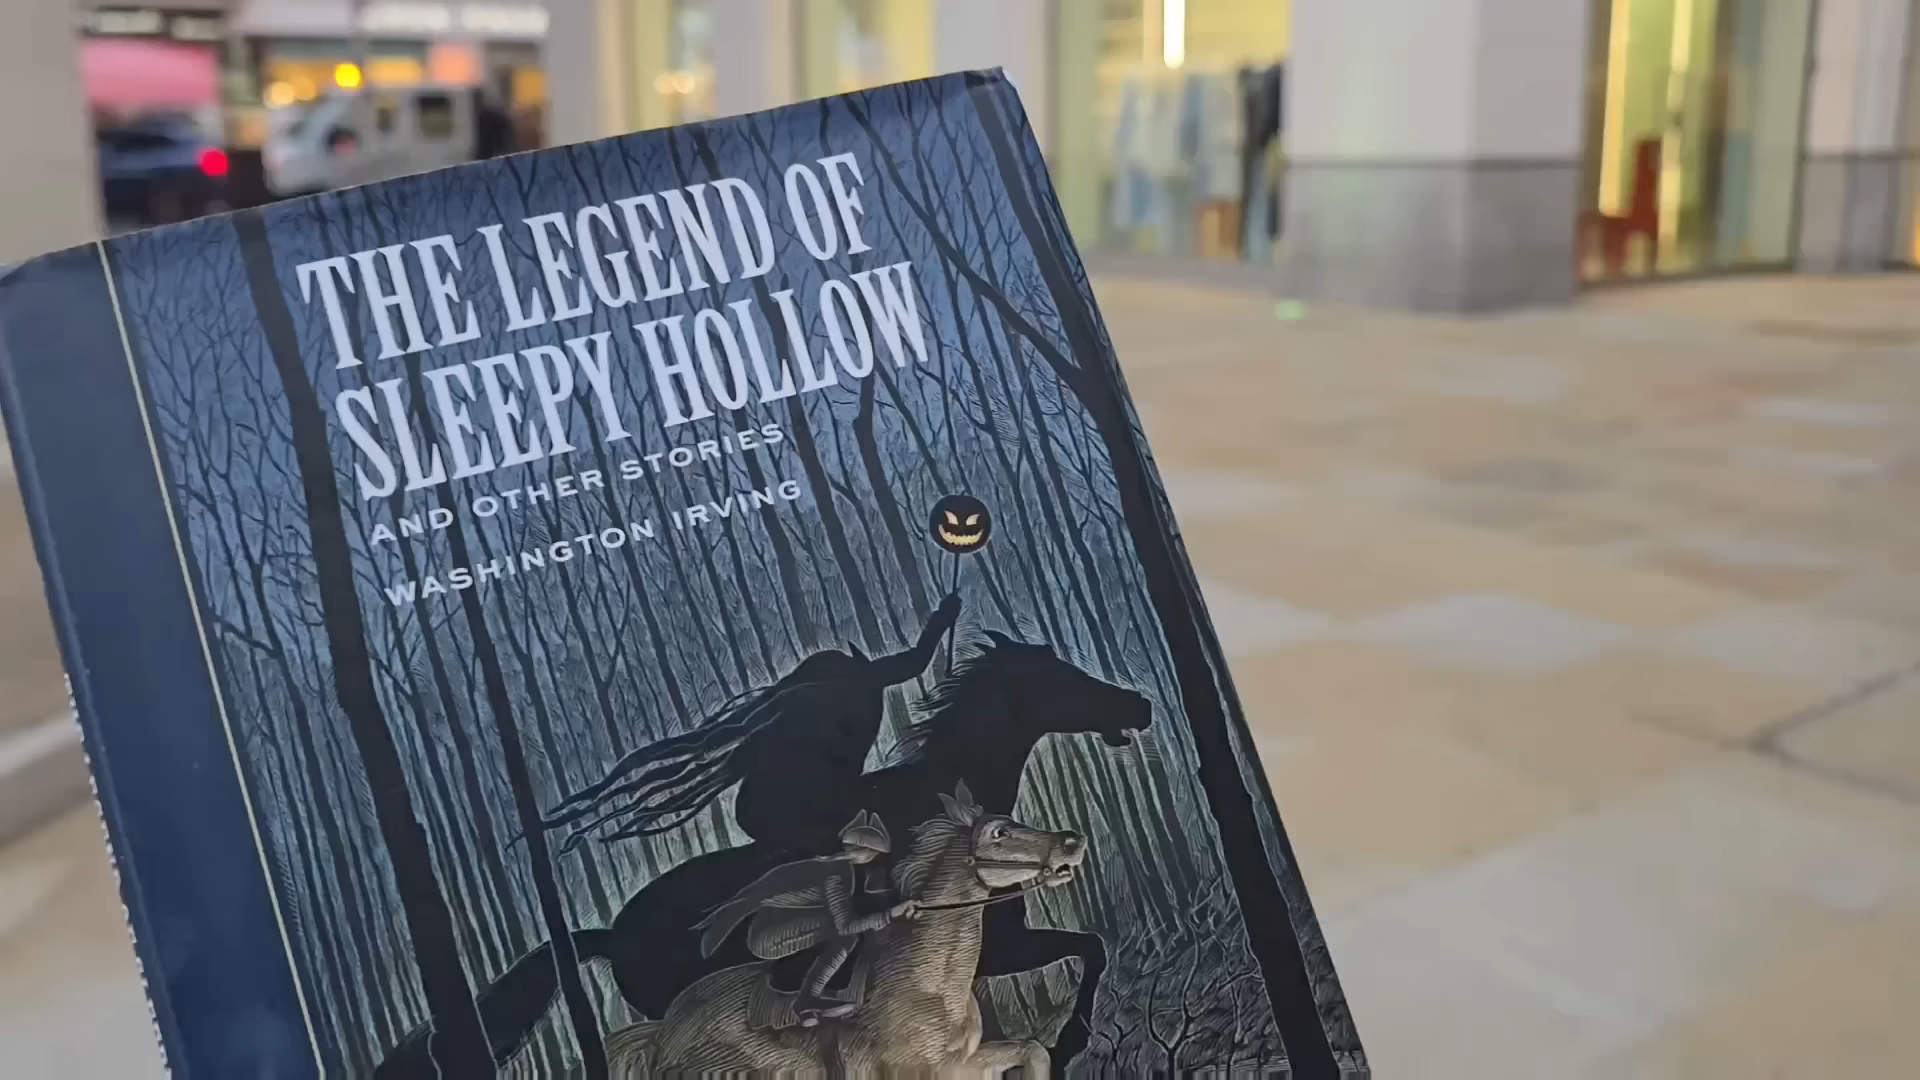 THE LEGEND OF
SLEEPY HOLLOW
AND OTHER STORIES
WASHINGTON IRVING